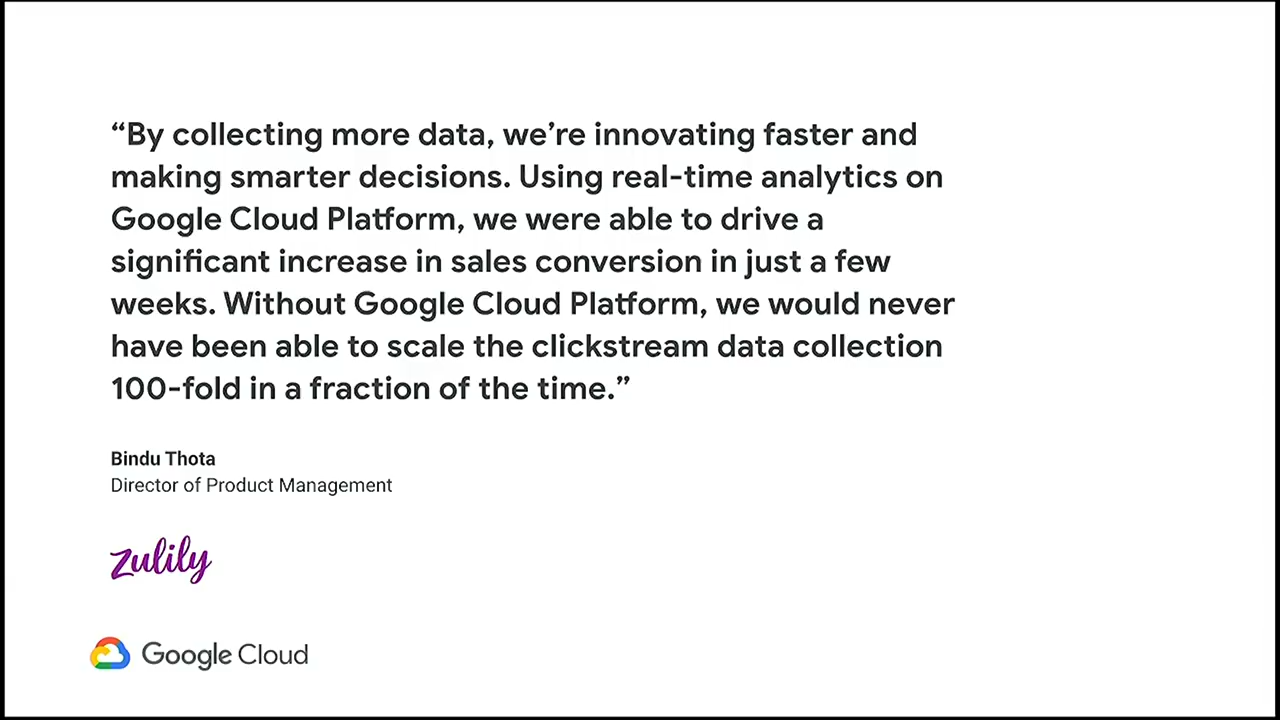 “By collecting more data, we’re innovating faster and
making smarter decisions. Using real-time analytics on
Google Cloud Platform, we were able to drive a
significant increase in sales conversion in just a few
weeks. Without Google Cloud Platform, we would never
have been able to scale the clickstream data collection
100-fold in a fraction of the time.”
Bindu Thota
Director of Product Management
zulily
Google Cloud